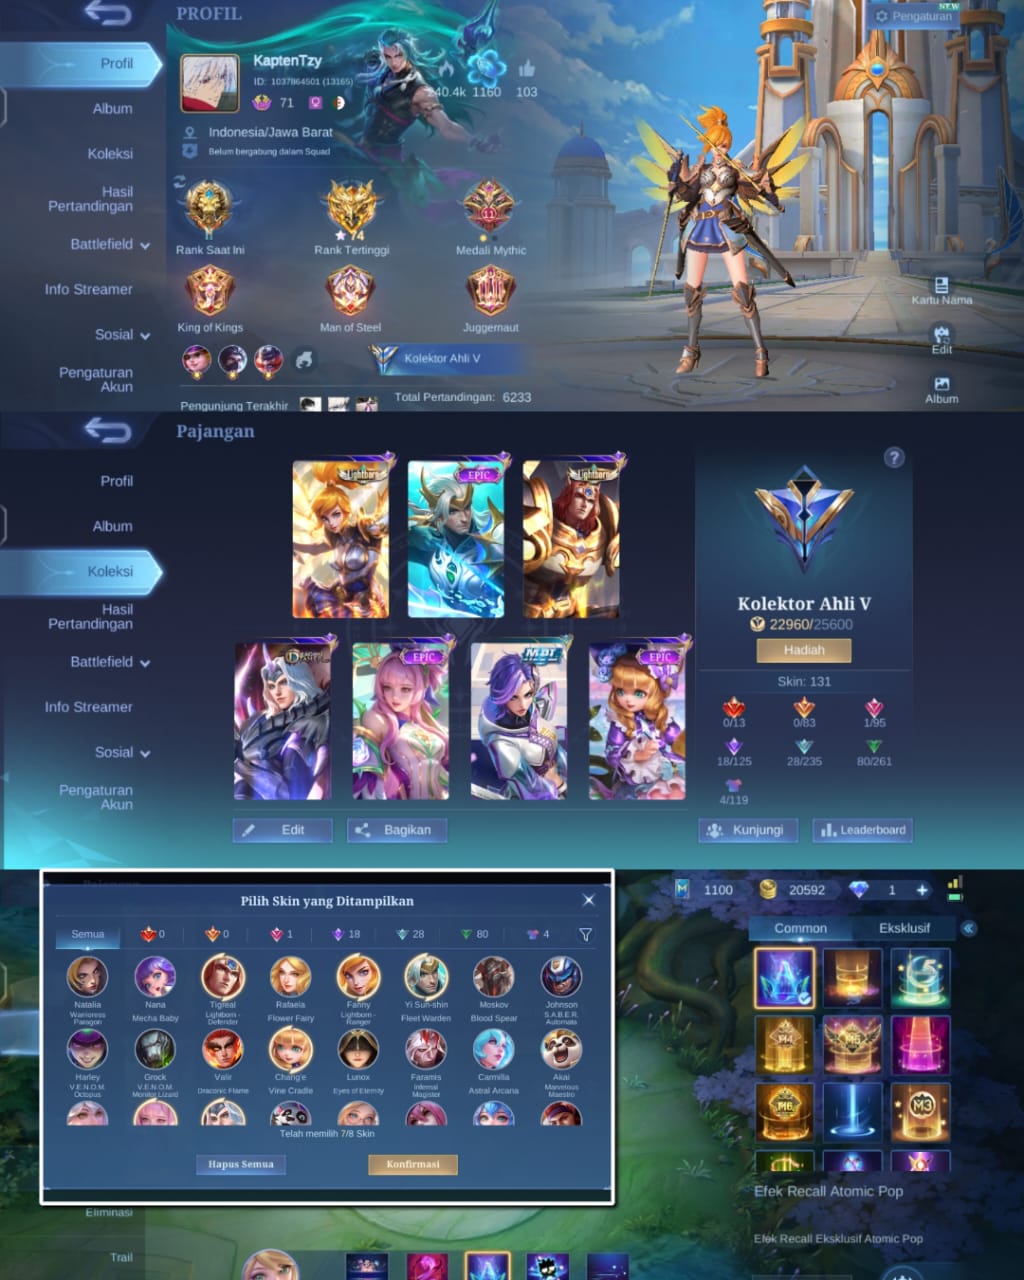 PROFIL
NEW
Pengaturan
Profil
Album
Koleksi
Hasil
Pertandingan
Battlefield
Info Streamer
Sosial
Pengaturan
Akun
KaptenTzy
ID: 1037864501 (13165)
71
240.4k 1160 103
Indonesia/Jawa Barat
Belum bergabung dalam Squad
II
74
11
Rank Saat Ini
Rank Tertinggi
Medali Mythic
King of Kings
Man of Steel
Juggernaut
Kolektor Ahli V
Pengunjung Terakhir
Total Pertandingan: 6233
Kartu Nama
Edit
Album
Pajangan
Profil
Album
Koleksi
Hasil
Pertandingan
Battlefield
Info Streamer
Sosial
Pengaturan
Akun
Lightborn
EPIC
Lightborn
EPIC
MPL
EPIC
?
Kolektor Ahli V
22960/25600
Hadiah
Skin: 131
0/13 0/83 1/95
18/125 28/235 80/261
4/119
Edit
Bagikan
Kunjungi
Leaderboard
Pilih Skin yang Ditampilkan
Semua 0 0 1 18 28 80 4
Natalia Nana Tigreal Rafaela Fanny Yi Sun-shin Moskov Johnson
Warrioress Paragon
Mecha Baby
Lightborn - Defender
Flower Fairy
Lightborn - Ranger
Fleet Warden
Blood Spear
S.A.B.E.R. Automata
Harley Grock Valir Chang'e Lunox Faramis Carmilla Akai
V.E.N.O.M. Octopus
V.E.N.O.M. Monitor Lizard
Draconic Flame
Vine Cradle
Eyes of Eternity
Infernal Magister
Astral Arcana
Marvelous Maestro
Telah memilih 7/8 Skin
Hapus Semua
Konfirmasi
Eliminasi
Trail
1100 20592 1 +
Common
Eksklusif
M4
M5
M6
M3
Efek Recall Atomic Pop
Efek Recall Eksklusif Atomic Pop